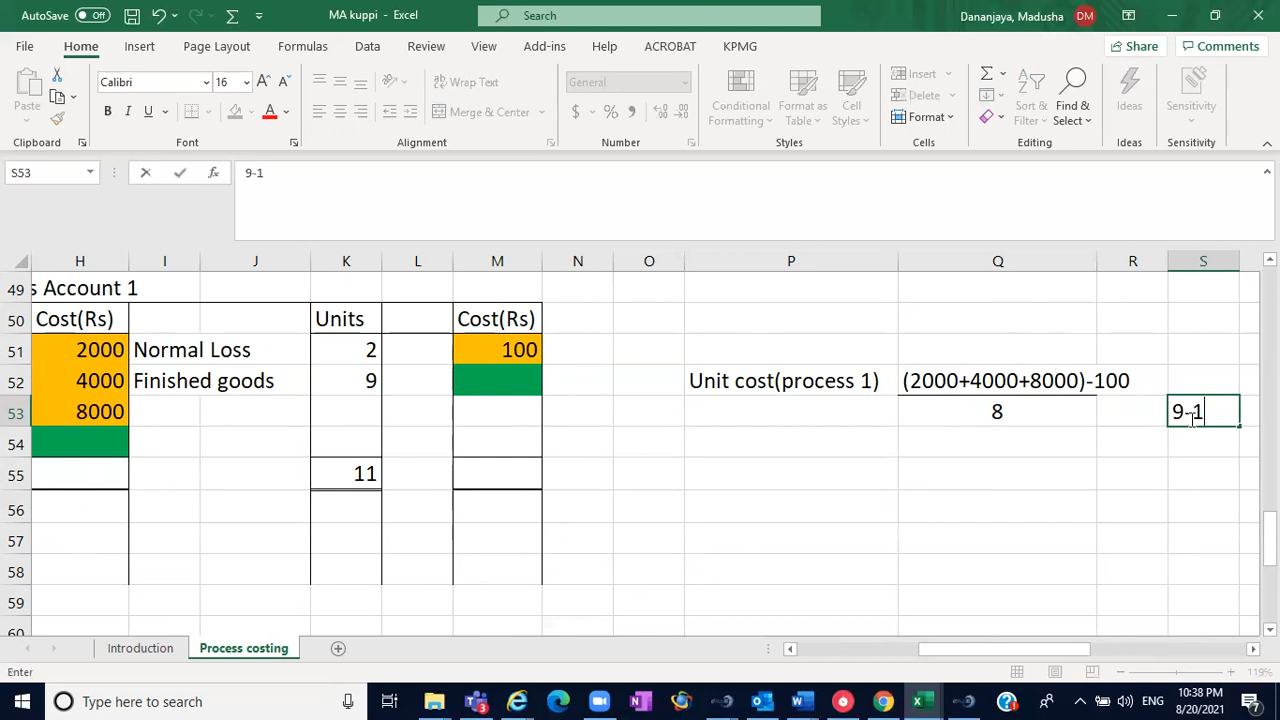 AutoSave Off MA kuppi - Excel Search Dananjaya, Madusha DM
File Home Insert Page Layout Formulas Data Review View Add-ins Help ACROBAT KPMG Share Comments
Paste Calibri 16 Wrap Text General Conditional Formatting Format as Table Cell Styles Insert Delete Format Sort & Filter Find & Select Ideas Sensitivity
B I U A Merge & Center $ % ,
Clipboard Font Alignment Number Styles Cells Editing Ideas Sensitivity
S53 fx 9-1
H I J K L M N O P Q R S
49 s Account 1
50 Cost(Rs) Units Cost(Rs)
51 2000 Normal Loss 2 100
52 4000 Finished goods 9 Unit cost(process 1) (2000+4000+8000)-100
53 8000 8 9-1
54
55 11
56
57
58
59
60
Introduction Process costing
Enter 119%
Type here to search ENG 10:38 PM
8/20/2021